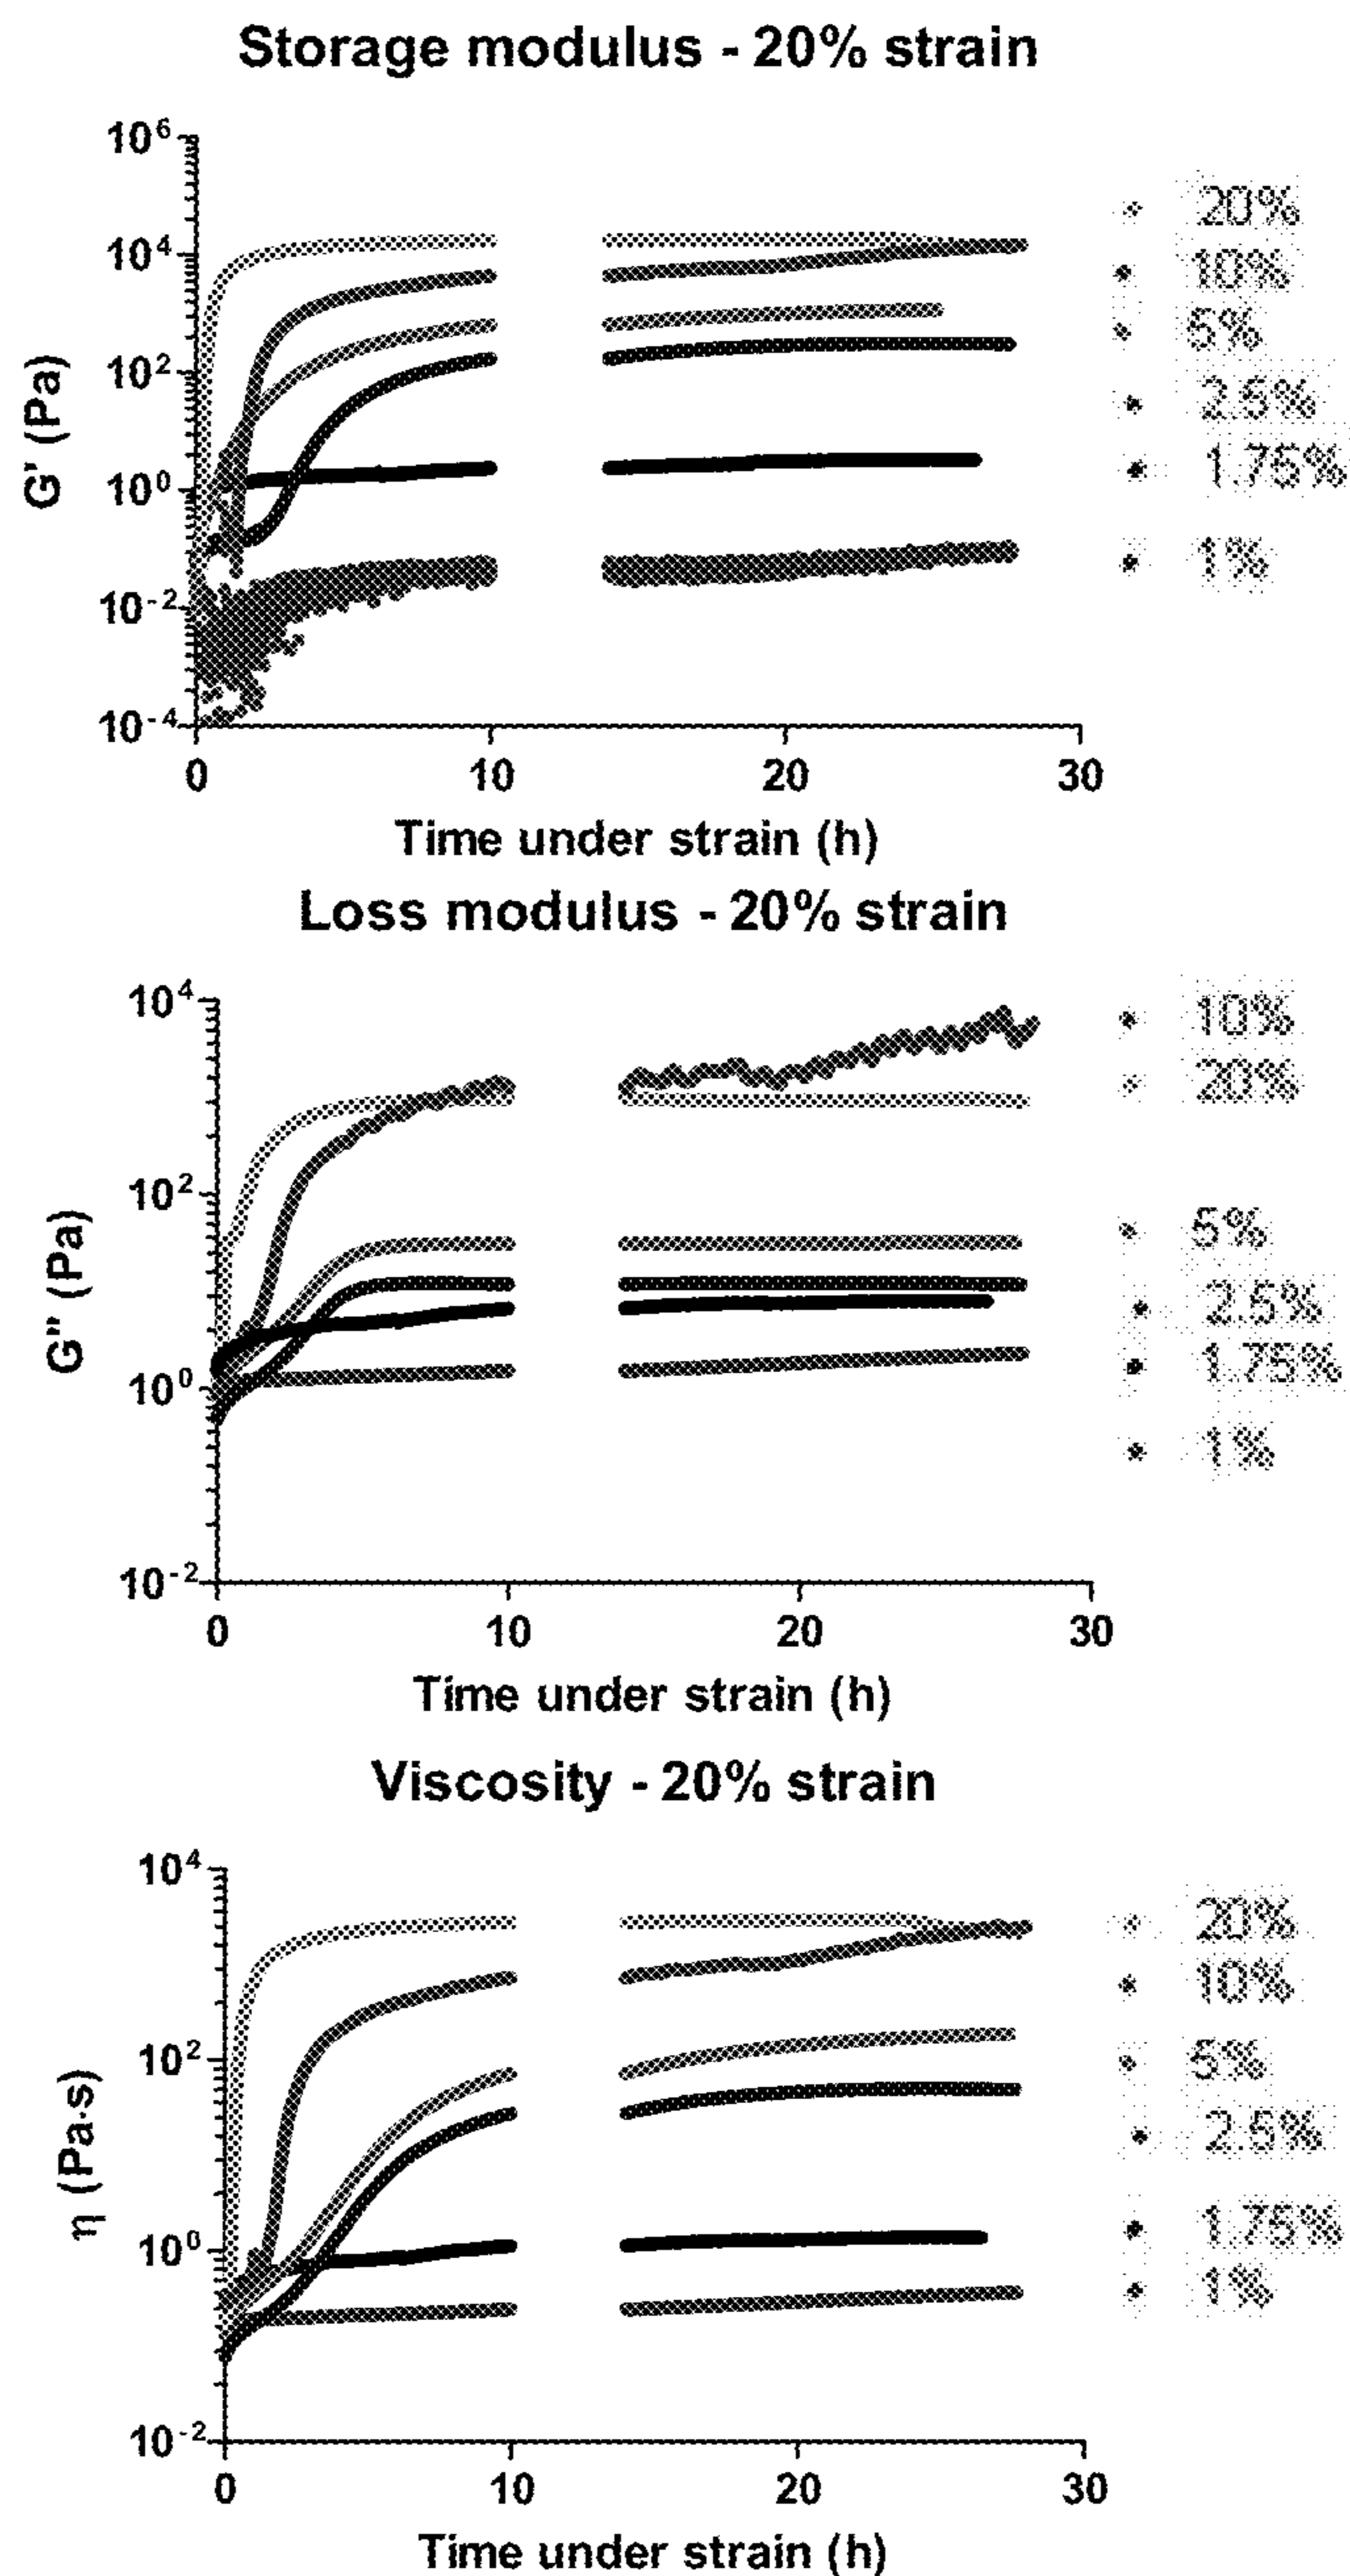 Storage modulus - 20% strain
10^6
10^4
10^2
10^0
10^-2
10^-4
G' (Pa)
0 10 20 30
Time under strain (h)
20%
10%
5%
2.5%
1.75%
1%
Loss modulus - 20% strain
10^4
10^2
10^0
10^-2
G'' (Pa)
0 10 20 30
Time under strain (h)
10%
20%
5%
2.5%
1.75%
1%
Viscosity - 20% strain
10^4
10^2
10^0
10^-2
η (Pa·s)
0 10 20 30
Time under strain (h)
20%
10%
5%
2.5%
1.75%
1%